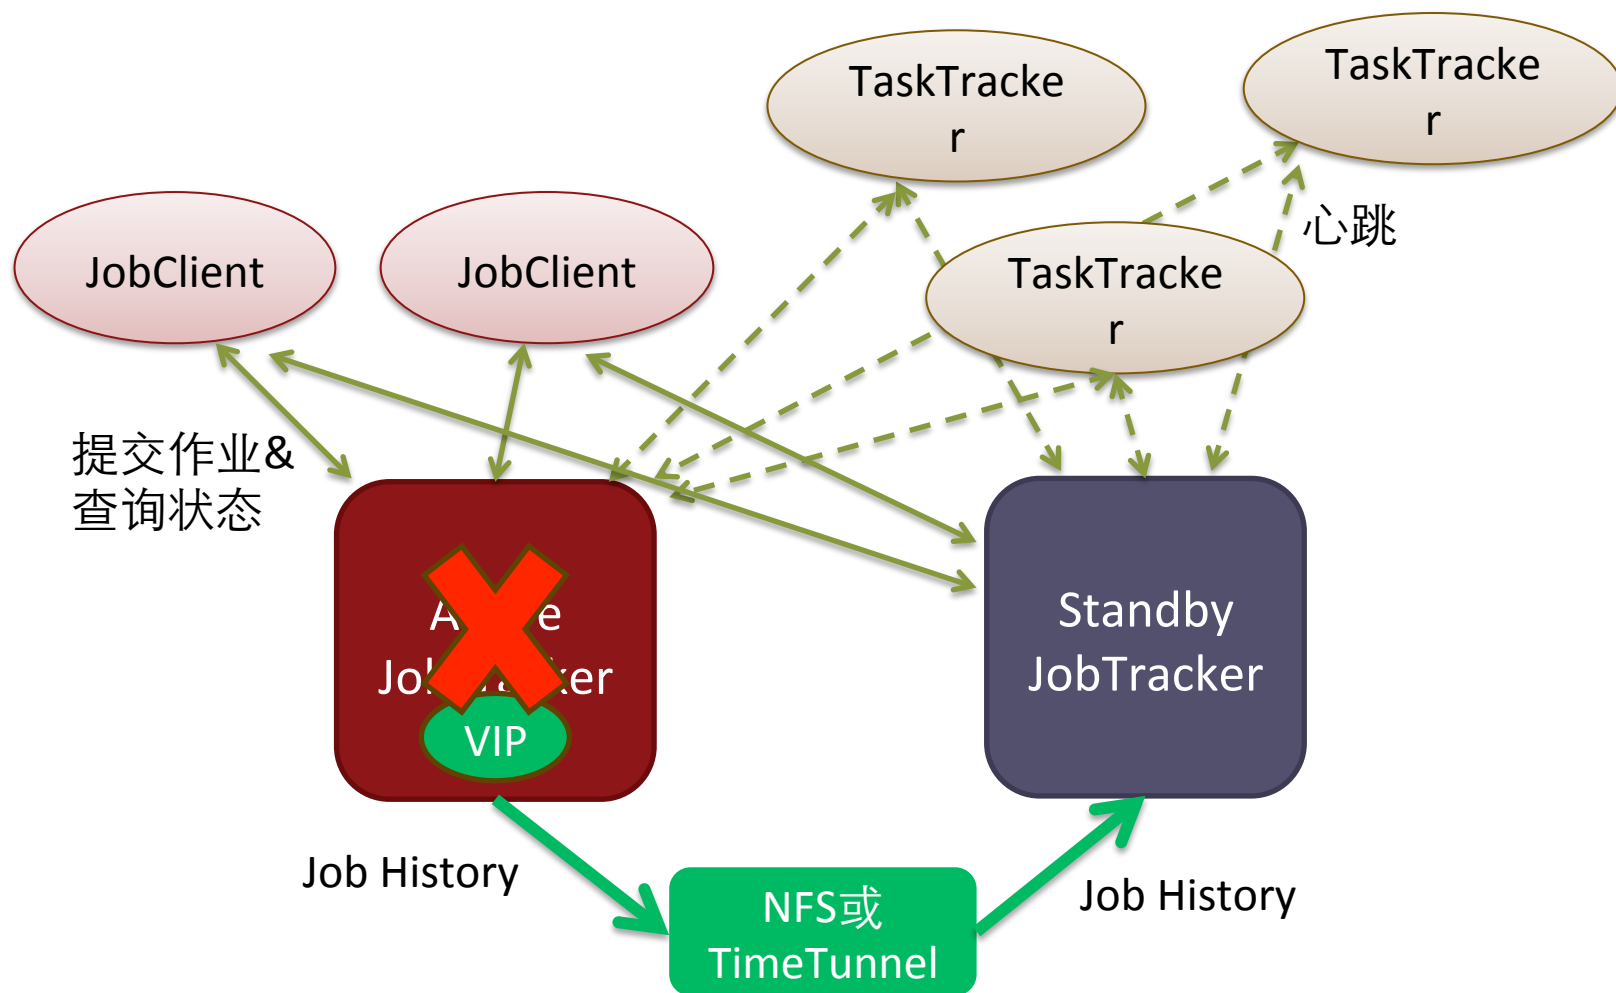 TaskTracke
r
TaskTracke
r
JobClient
JobClient
心跳
TaskTracke
r
提交作业&
查询状态
Standby
JobTracker
VIP
Job History
Job History
NFS或
TimeTunnel